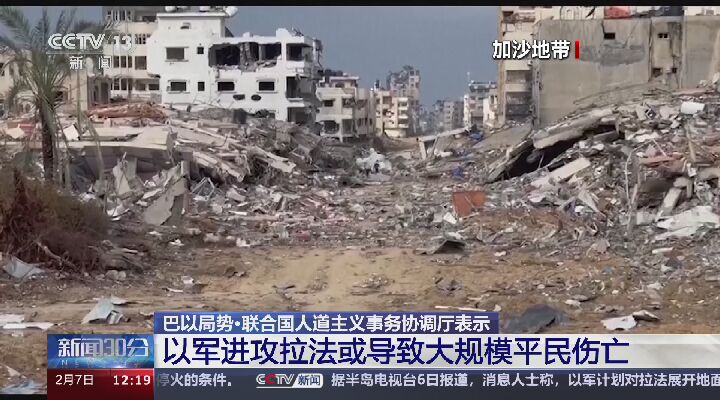 CCTV 13
新闻
加沙地带
巴以局势·联合国人道主义事务协调厅表示
新闻30分
以军进攻拉法或导致大规模平民伤亡
2月7日 12:19 停火的条件。 CCTV新闻 据半岛电视台6日报道，消息人士称，以军计划对拉法展开地面